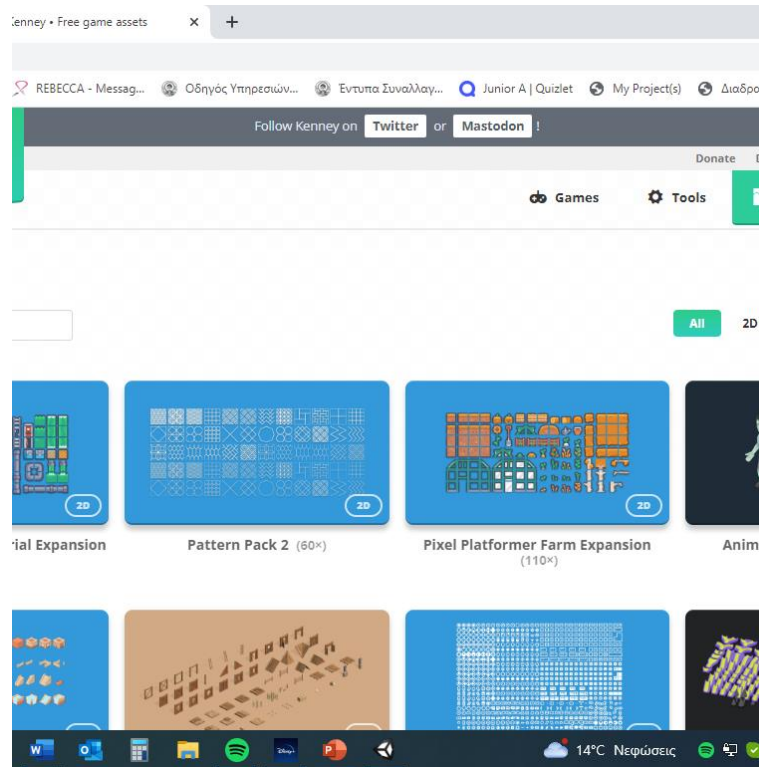 Kenney • Free game assets
REBECCA - Messag... Οδηγός Υπηρεσιών... Έντυπα Συναλλαγ... Junior A | Quizlet My Project(s) Διαδρο
Follow Kenney on Twitter or Mastodon !
Donate
Games Tools
All 2D
2D 2D 2D
rial Expansion Pattern Pack 2 (60×) Pixel Platformer Farm Expansion Anim
(110×)
14°C Νεφώσεις